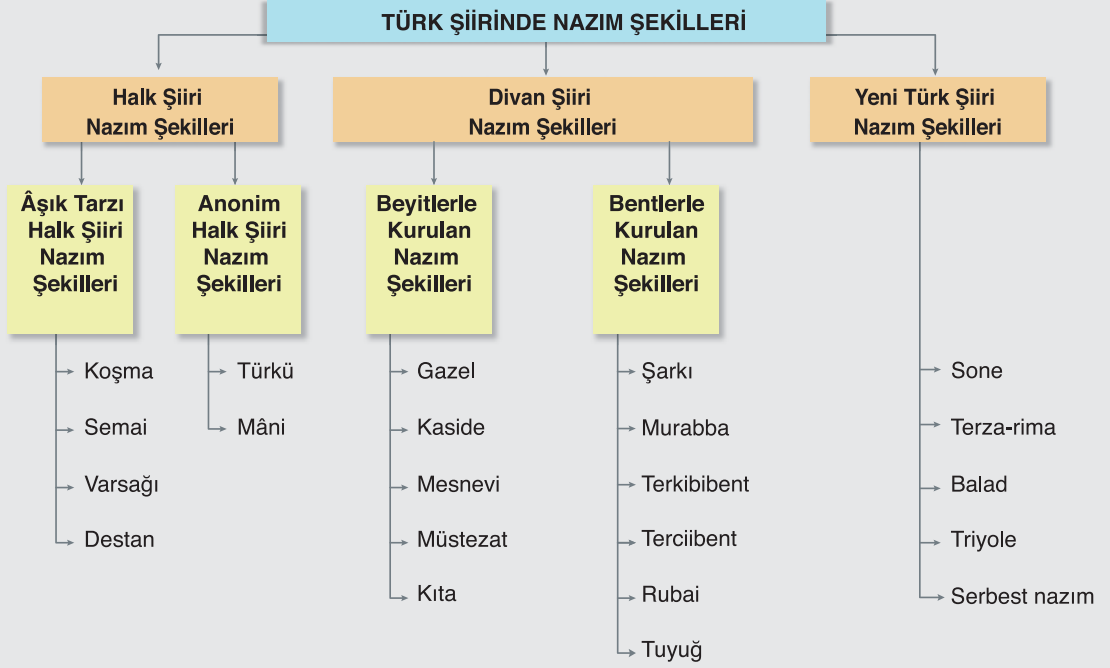 TÜRK ŞİİRİNDE NAZIM ŞEKİLLERİ
Halk Şiiri
Nazım Şekilleri
Divan Şiiri
Nazım Şekilleri
Yeni Türk Şiiri
Nazım Şekilleri
Âşık Tarzı
Halk Şiiri
Nazım
Şekilleri
Anonim
Halk Şiiri
Nazım
Şekilleri
Beyitlerle
Kurulan
Nazım
Şekilleri
Bentlerle
Kurulan
Nazım
Şekilleri
Koşma
Semai
Varsağı
Destan
Türkü
Mâni
Gazel
Kaside
Mesnevi
Müstezat
Kıta
Şarkı
Murabba
Terkibibent
Terciibent
Rubai
Tuyuğ
Sone
Terza-rima
Balad
Triyole
Serbest nazım